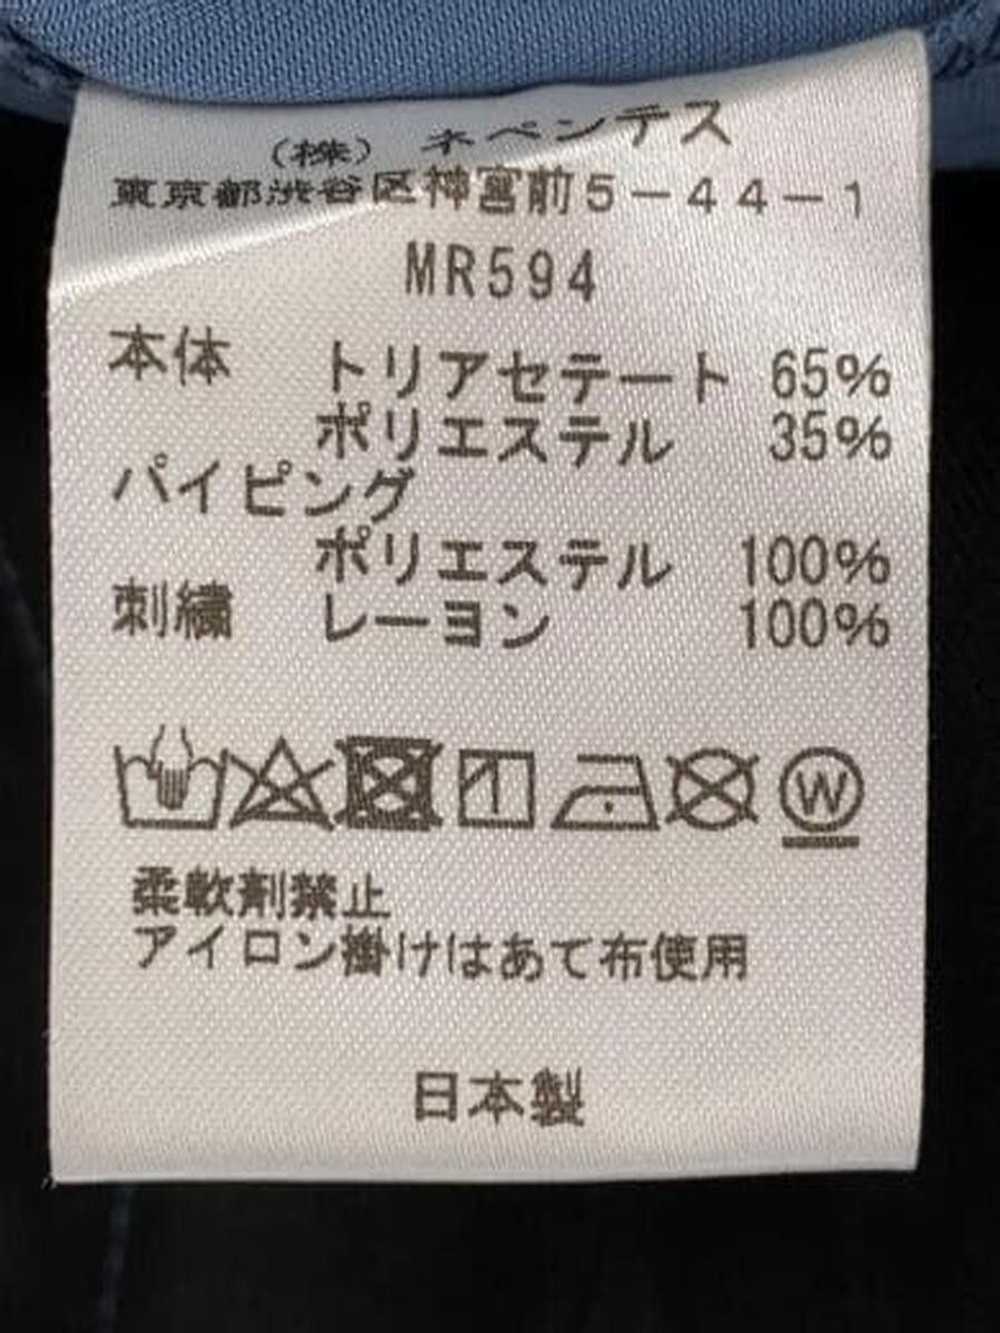 (株) ネペンテス
東京都渋谷区神宮前5-44-1
MR594
本体 トリアセテート 65%
ポリエステル 35%
パイピング
ポリエステル 100%
刺繍 レーヨン 100%
W
柔軟剤禁止
アイロン掛けはあて布使用
日本製